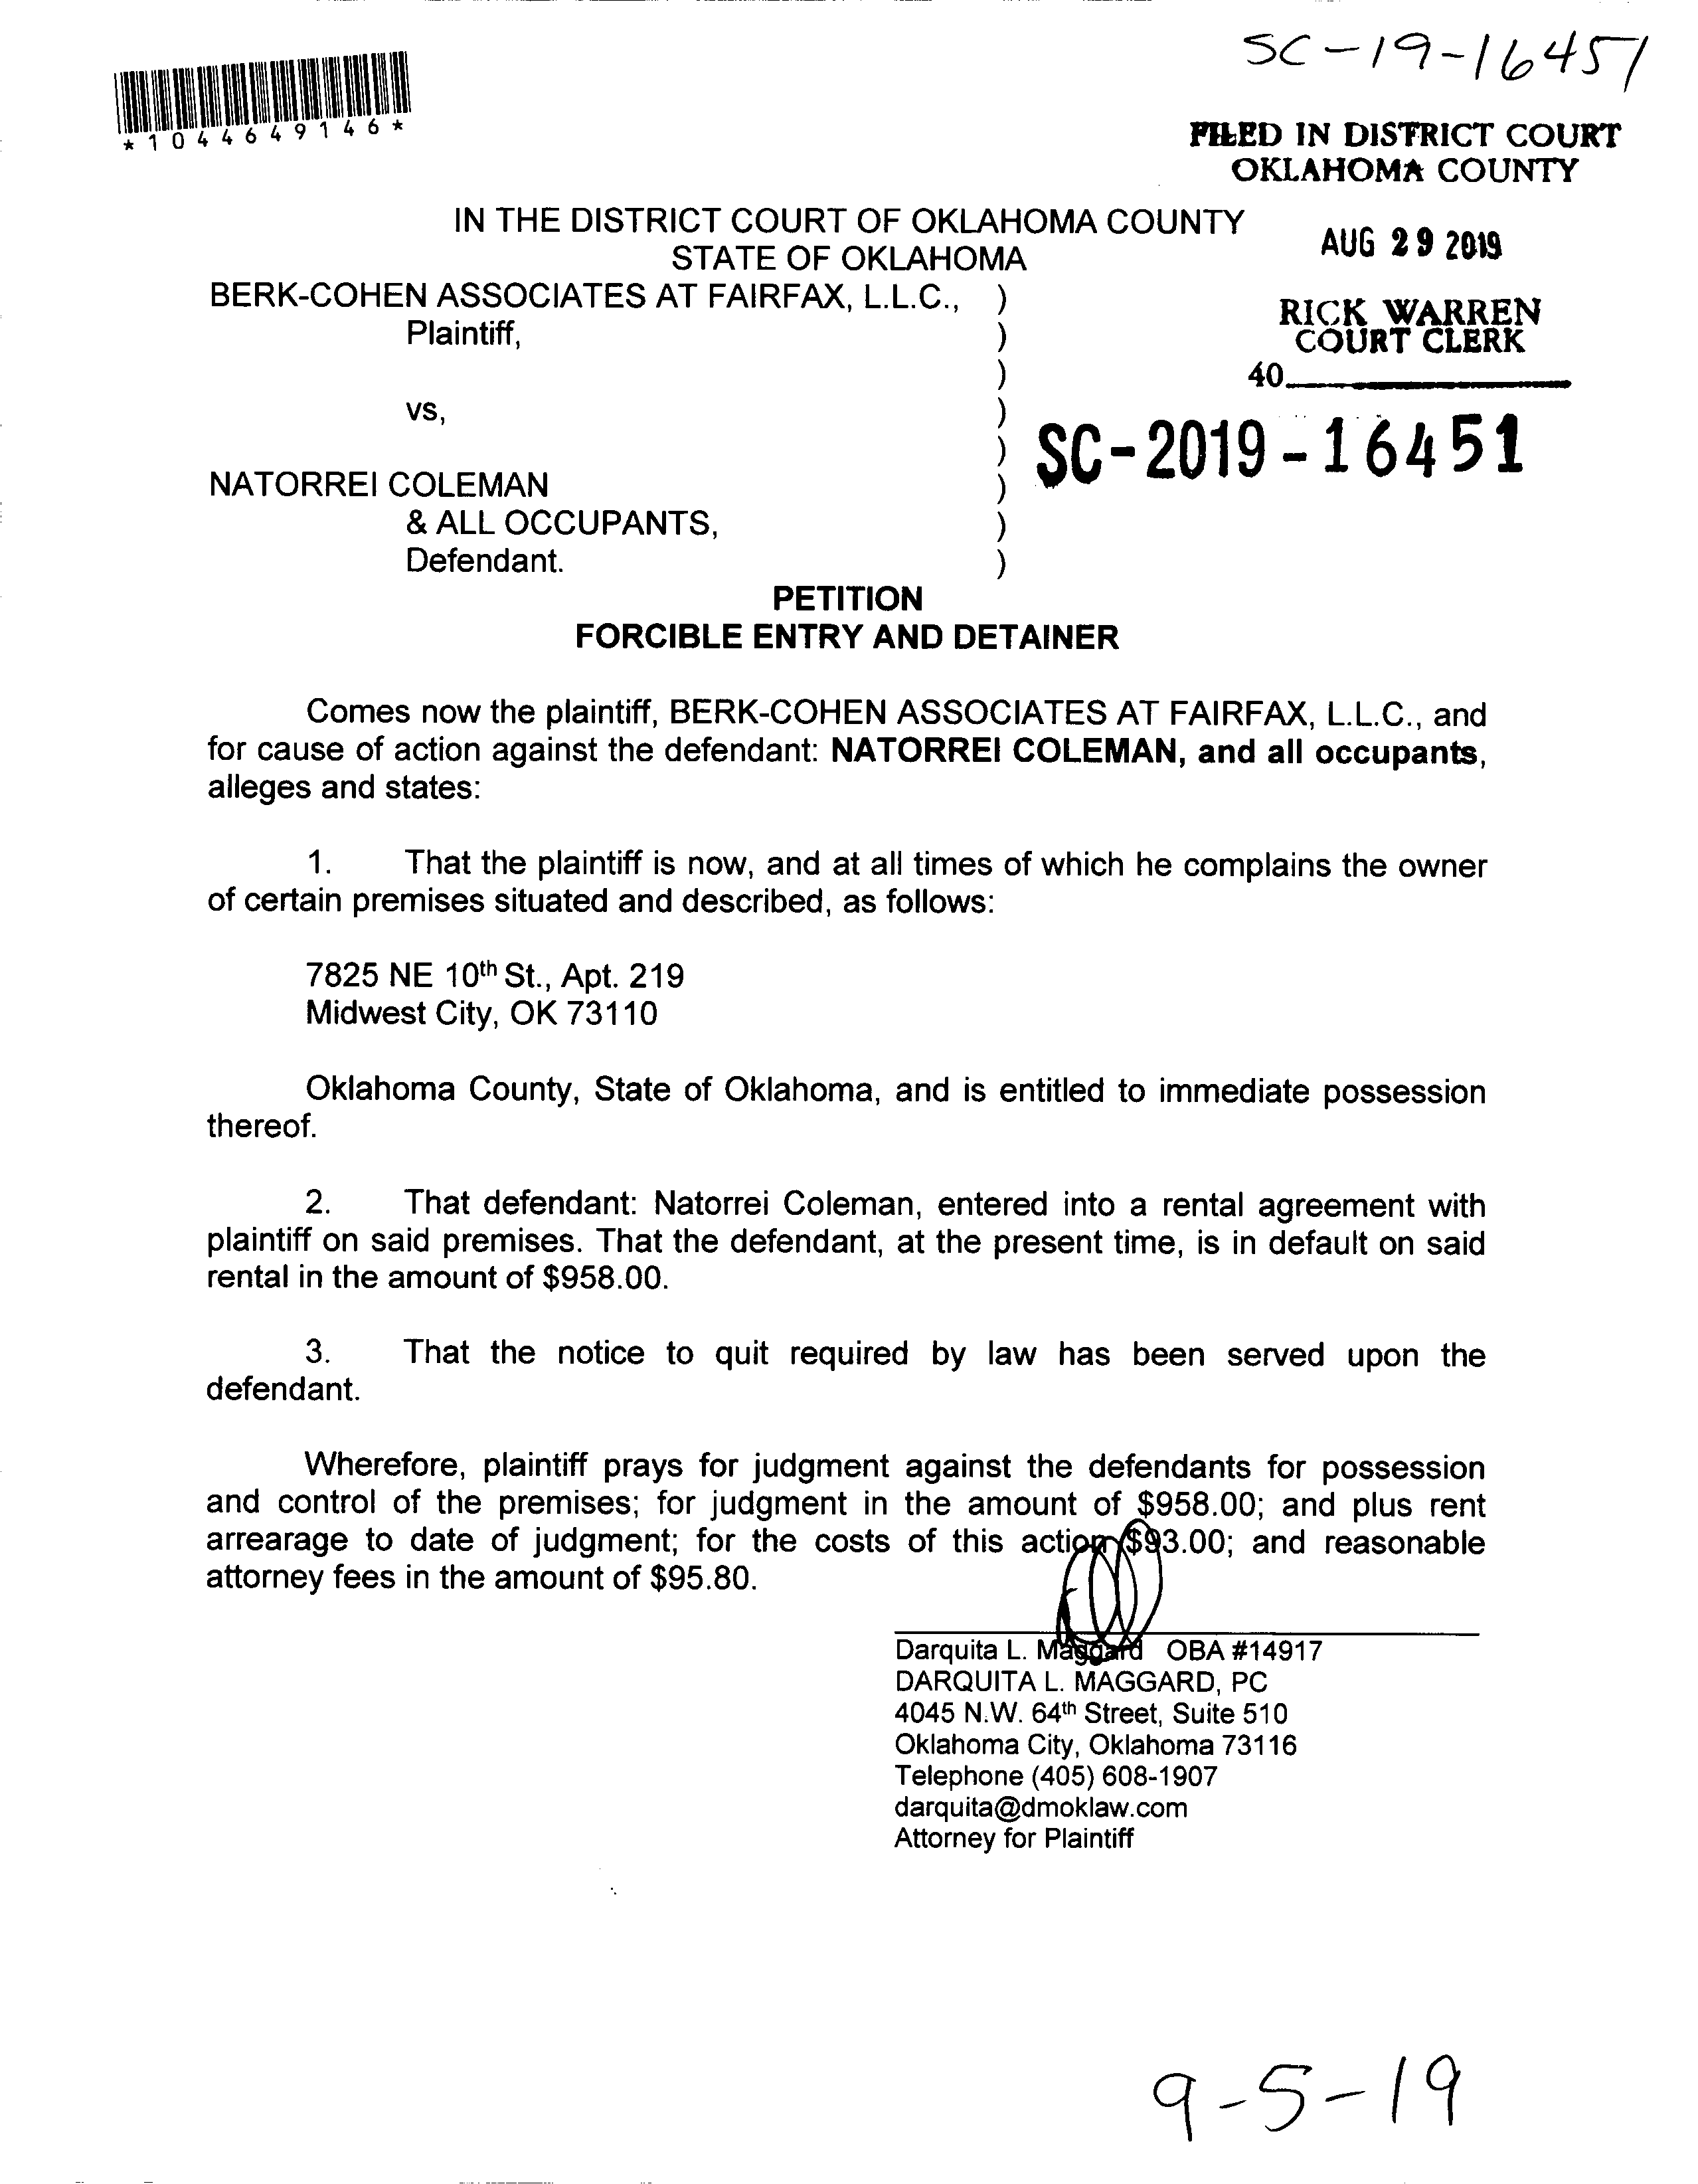 SC-19-16451
*1044649146*
FILED IN DISTRICT COURT
OKLAHOMA COUNTY
IN THE DISTRICT COURT OF OKLAHOMA COUNTY
STATE OF OKLAHOMA
AUG 29 2019
BERK-COHEN ASSOCIATES AT FAIRFAX, L.L.C., )
Plaintiff, )
)
RICK WARREN
COURT CLERK
40
vs, )
)
SC-2019-16451
NATORREI COLEMAN )
& ALL OCCUPANTS, )
Defendant. )
PETITION
FORCIBLE ENTRY AND DETAINER
Comes now the plaintiff, BERK-COHEN ASSOCIATES AT FAIRFAX, L.L.C., and
for cause of action against the defendant: NATORREI COLEMAN, and all occupants,
alleges and states:
1. That the plaintiff is now, and at all times of which he complains the owner
of certain premises situated and described, as follows:
7825 NE 10th St., Apt. 219
Midwest City, OK 73110
Oklahoma County, State of Oklahoma, and is entitled to immediate possession
thereof.
2. That defendant: Natorrei Coleman, entered into a rental agreement with
plaintiff on said premises. That the defendant, at the present time, is in default on said
rental in the amount of $958.00.
3. That the notice to quit required by law has been served upon the
defendant.
Wherefore, plaintiff prays for judgment against the defendants for possession
and control of the premises; for judgment in the amount of $958.00; and plus rent
arrearage to date of judgment; for the costs of this action $93.00; and reasonable
attorney fees in the amount of $95.80.
Darquita L. Maggard OBA #14917
DARQUITA L. MAGGARD, PC
4045 N.W. 64th Street, Suite 510
Oklahoma City, Oklahoma 73116
Telephone (405) 608-1907
darquita@dmoklaw.com
Attorney for Plaintiff
9-5-19